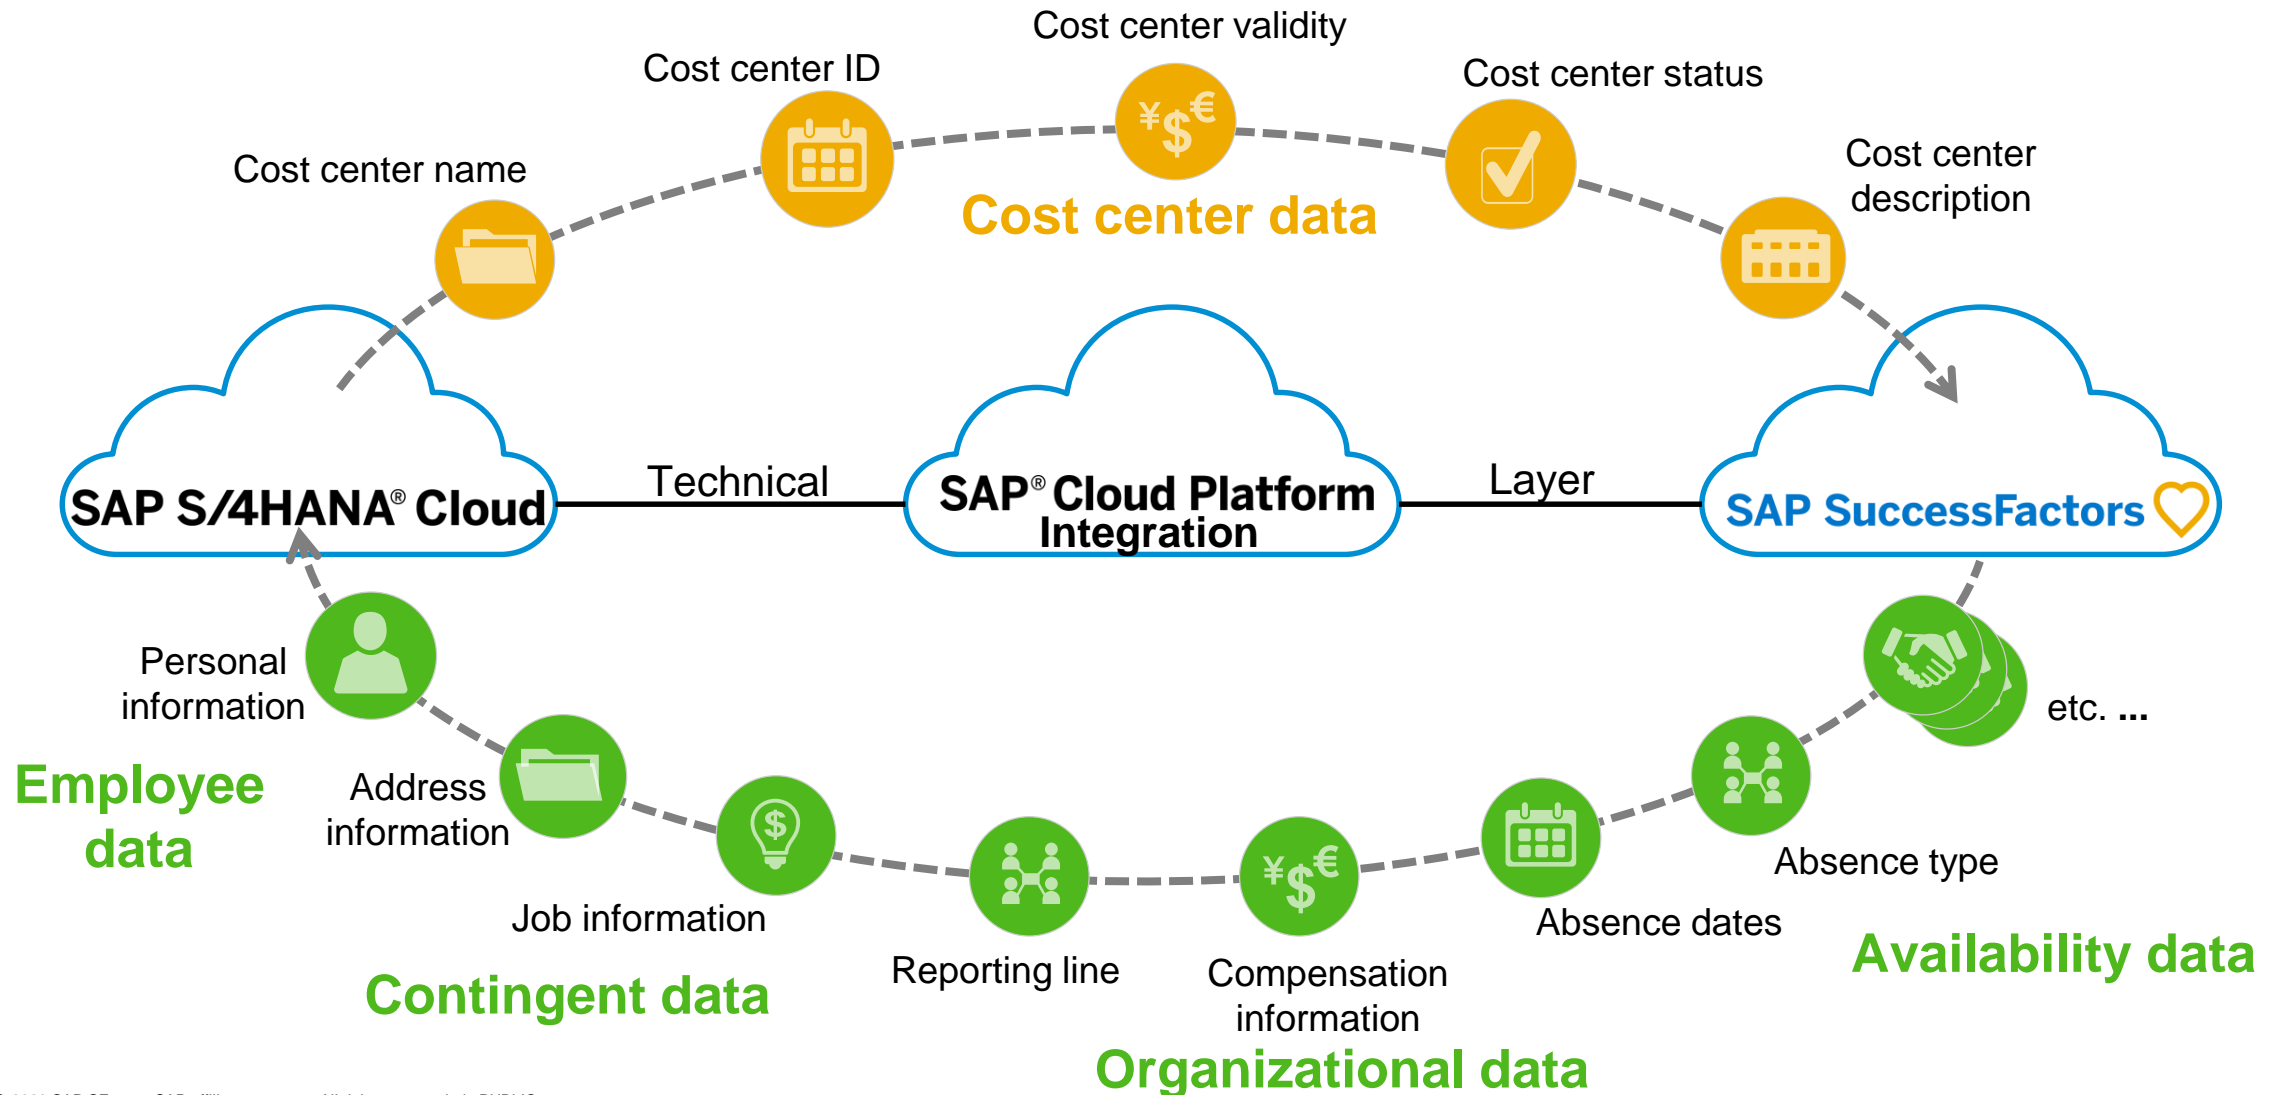 Cost center validity
Cost center ID
Cost center status
Cost center name
Cost center
description
¥$€
Cost center data
Technical
Layer
SAP S/4HANA® Cloud
SAP® Cloud Platform
Integration
SAP SuccessFactors
Personal
information
etc. ...
Employee
data
Address
information
$
¥$€
Absence type
Job information
Absence dates
Reporting line
Compensation
information
Availability data
Contingent data
Organizational data